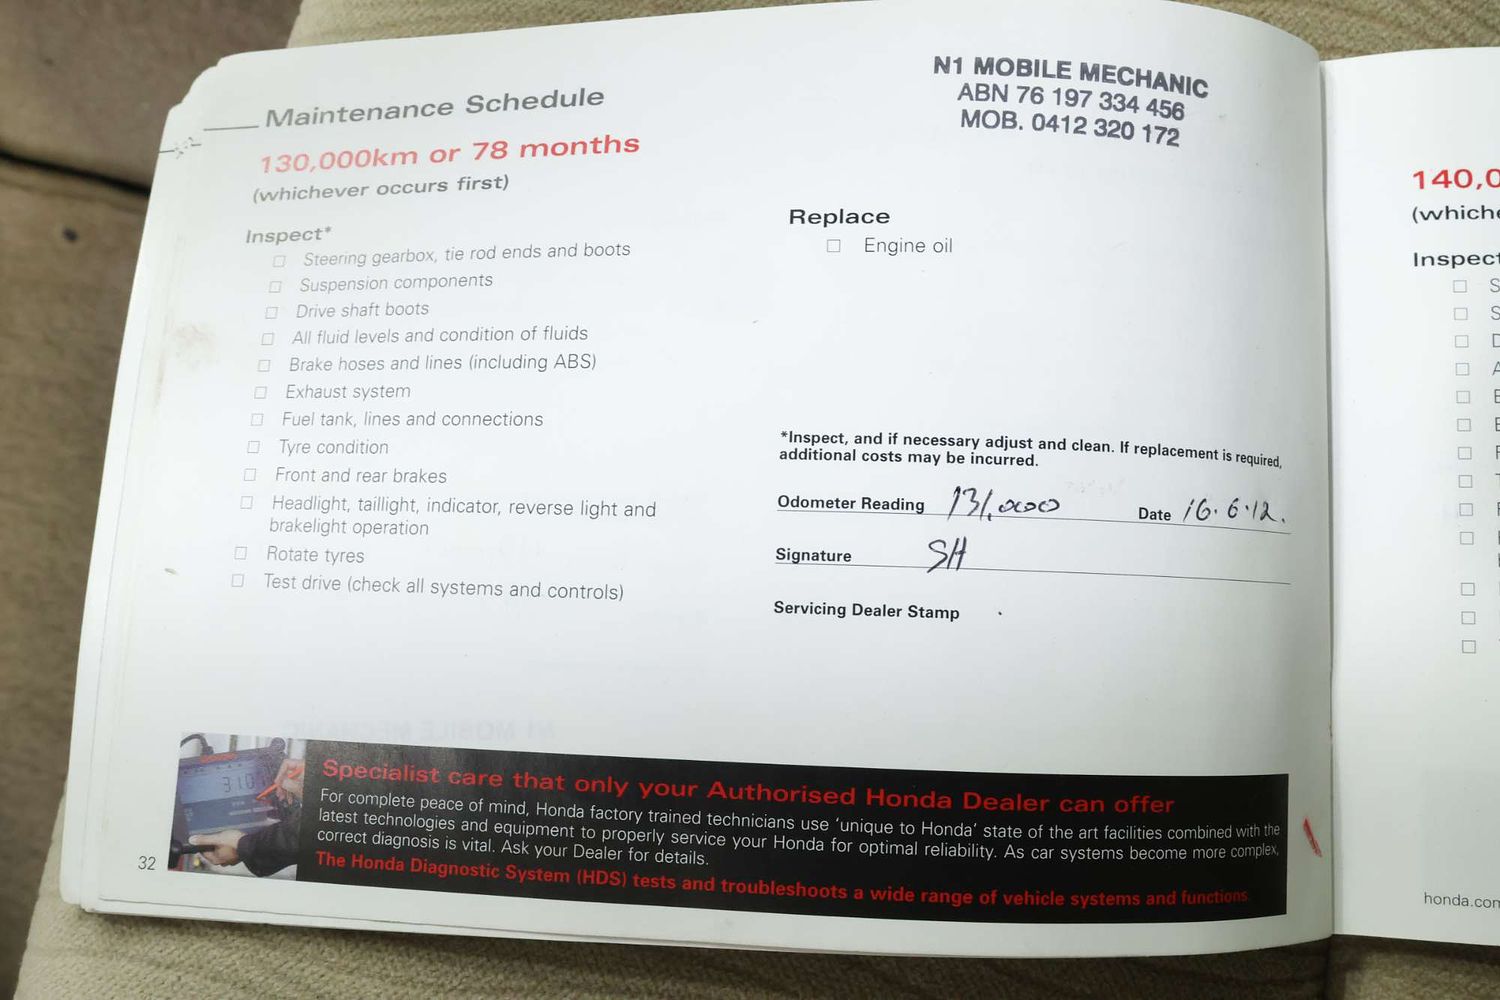 Maintenance Schedule
130,000km or 78 months
(whichever occurs first)
Inspect*
Steering gearbox, tie rod ends and boots
Suspension components
Drive shaft boots
All fluid levels and condition of fluids
Brake hoses and lines (including ABS)
Exhaust system
Fuel tank, lines and connections
Tyre condition
Front and rear brakes
Headlight, taillight, indicator, reverse light and
brakelight operation
Rotate tyres
Test drive (check all systems and controls)
N1 MOBILE MECHANIC
ABN 76 197 334 456
MOB. 0412 320 172
Replace
Engine oil
*Inspect, and if necessary adjust and clean. If replacement is required,
additional costs may be incurred.
Odometer Reading 131,000 Date 16.6.12.
Signature SH
Servicing Dealer Stamp
Specialist care that only your Authorised Honda Dealer can offer
For complete peace of mind, Honda factory trained technicians use 'unique to Honda' state of the art facilities combined with the
latest technologies and equipment to properly service your Honda for optimal reliability. As car systems become more complex,
correct diagnosis is vital. Ask your Dealer for details.
The Honda Diagnostic System (HDS) tests and troubleshoots a wide range of vehicle systems and functions.
32
140,0
(whiche
Inspect
honda.com